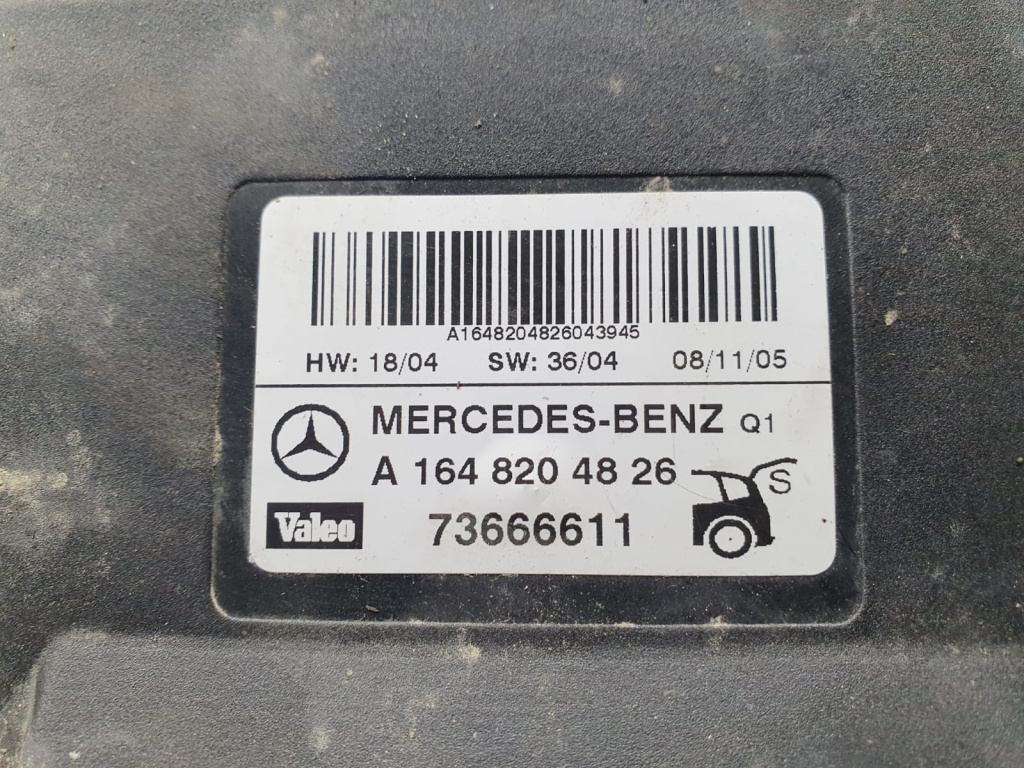 A1648204826043945
HW: 18/04 SW: 36/04 08/11/05
MERCEDES-BENZ Q1
A 164 820 48 26
S
Valeo 73666611